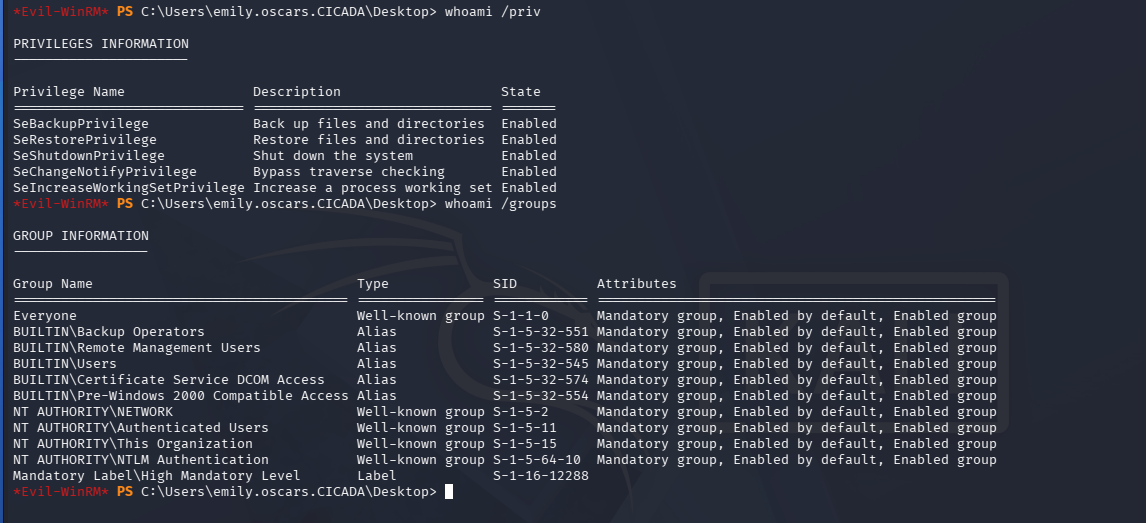 *Evil-WinRM* PS C:\Users\emily.oscars.CICADA\Desktop> whoami /priv
PRIVILEGES INFORMATION
----------------------
Privilege Name                Description                    State
============================= ============================== =======
SeBackupPrivilege             Back up files and directories  Enabled
SeRestorePrivilege            Restore files and directories  Enabled
SeShutdownPrivilege           Shut down the system           Enabled
SeChangeNotifyPrivilege       Bypass traverse checking       Enabled
SeIncreaseWorkingSetPrivilege Increase a process working set Enabled
*Evil-WinRM* PS C:\Users\emily.oscars.CICADA\Desktop> whoami /groups
GROUP INFORMATION
-----------------
Group Name                                 Type             SID          Attributes
========================================== ================ ============ ==================================================
Everyone                                   Well-known group S-1-1-0      Mandatory group, Enabled by default, Enabled group
BUILTIN\Backup Operators                   Alias            S-1-5-32-551 Mandatory group, Enabled by default, Enabled group
BUILTIN\Remote Management Users            Alias            S-1-5-32-580 Mandatory group, Enabled by default, Enabled group
BUILTIN\Users                              Alias            S-1-5-32-545 Mandatory group, Enabled by default, Enabled group
BUILTIN\Certificate Service DCOM Access    Alias            S-1-5-32-574 Mandatory group, Enabled by default, Enabled group
BUILTIN\Pre-Windows 2000 Compatible Access Alias            S-1-5-32-554 Mandatory group, Enabled by default, Enabled group
NT AUTHORITY\NETWORK                       Well-known group S-1-5-2      Mandatory group, Enabled by default, Enabled group
NT AUTHORITY\Authenticated Users           Well-known group S-1-5-11     Mandatory group, Enabled by default, Enabled group
NT AUTHORITY\This Organization             Well-known group S-1-5-15     Mandatory group, Enabled by default, Enabled group
NT AUTHORITY\NTLM Authentication           Well-known group S-1-5-64-10  Mandatory group, Enabled by default, Enabled group
Mandatory Label\High Mandatory Level       Label            S-1-16-12288
*Evil-WinRM* PS C:\Users\emily.oscars.CICADA\Desktop>